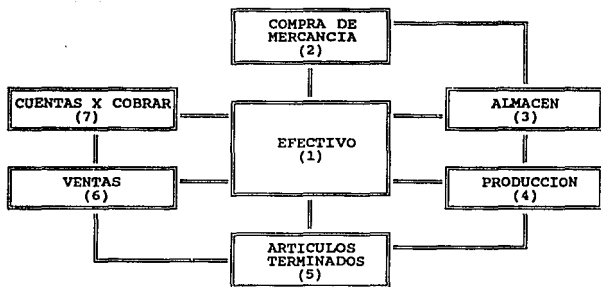 COMPRA DE
MERCANCIA
(2)
CUENTAS X COBRAR
(7)
EFECTIVO
(1)
ALMACEN
(3)
VENTAS
(6)
PRODUCCION
(4)
ARTICULOS
TERMINADOS
(5)